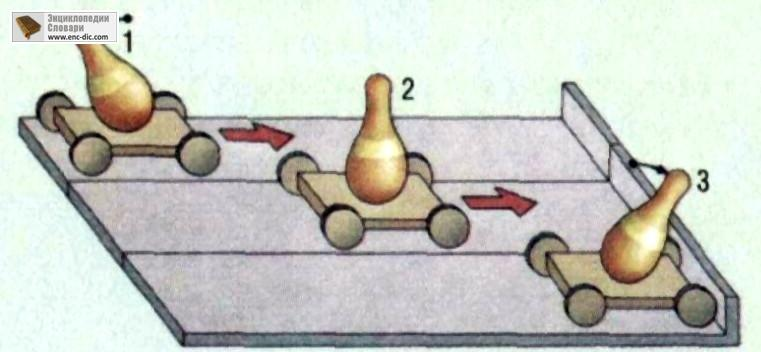 Энциклопедии
Словари
www.enc-dic.com
1
2
3